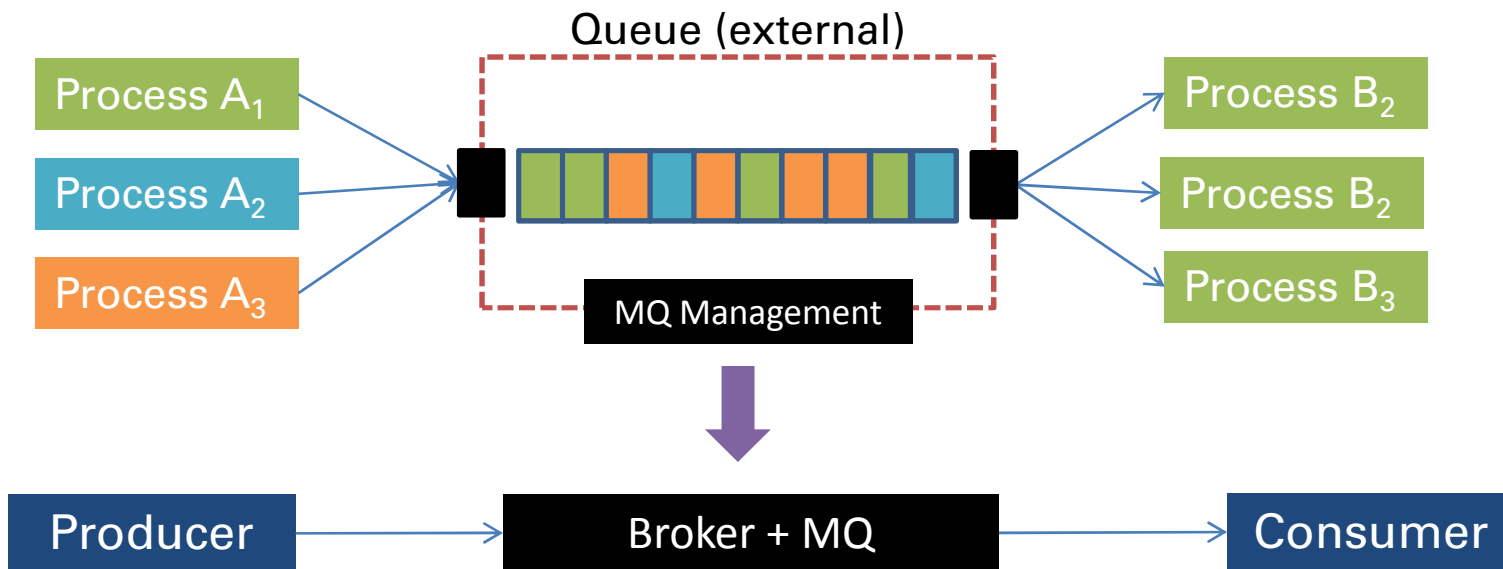 Queue (external)
Process A₁
Process B₂
Process A₂
Process B₂
Process A₃
Process B₃
MQ Management
Producer
Broker + MQ
Consumer